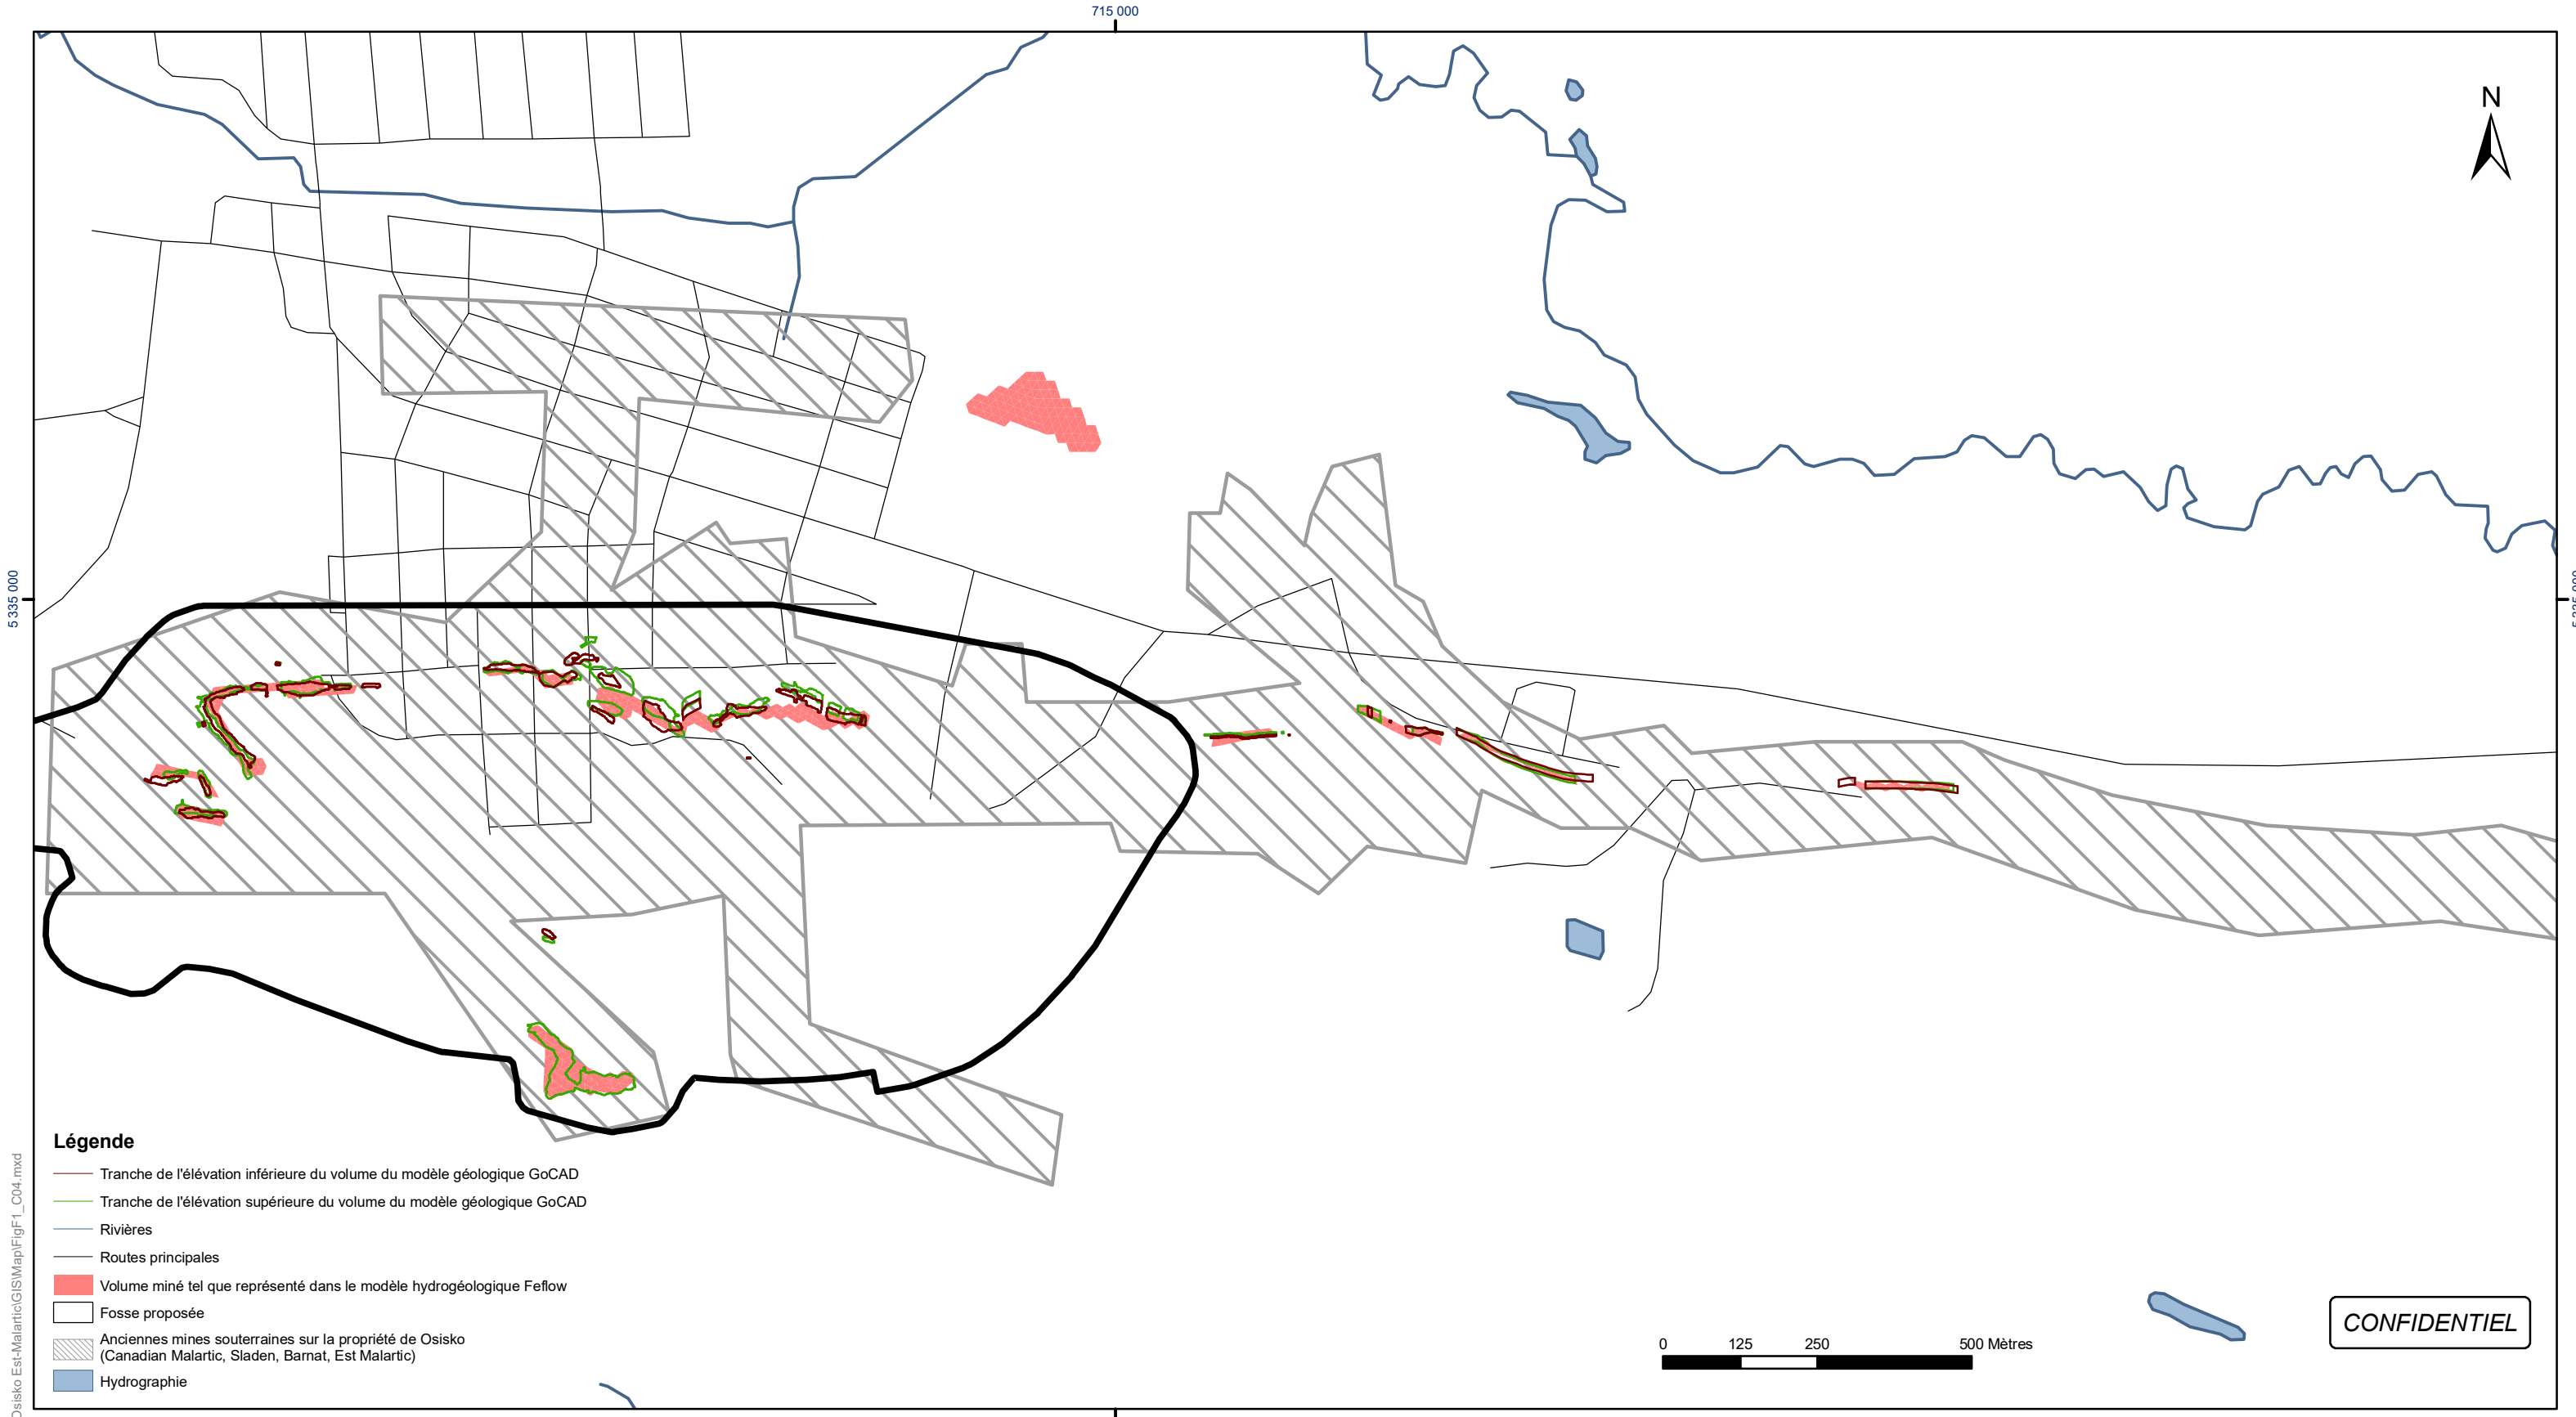 715 000
N
5 335 000
Légende
Tranche de l'élévation inférieure du volume du modèle géologique GoCAD
Tranche de l'élévation supérieure du volume du modèle géologique GoCAD
Rivières
Routes principales
Volume miné tel que représenté dans le modèle hydrogéologique Feflow
Fosse proposée
Anciennes mines souterraines sur la propriété de Osisko
(Canadian Malartic, Sladen, Barnat, Est Malartic)
Hydrographie
0 125 250 500 Mètres
CONFIDENTIEL
Osisko Est-Malartic\GIS\Map\FigF1_C04.mxd